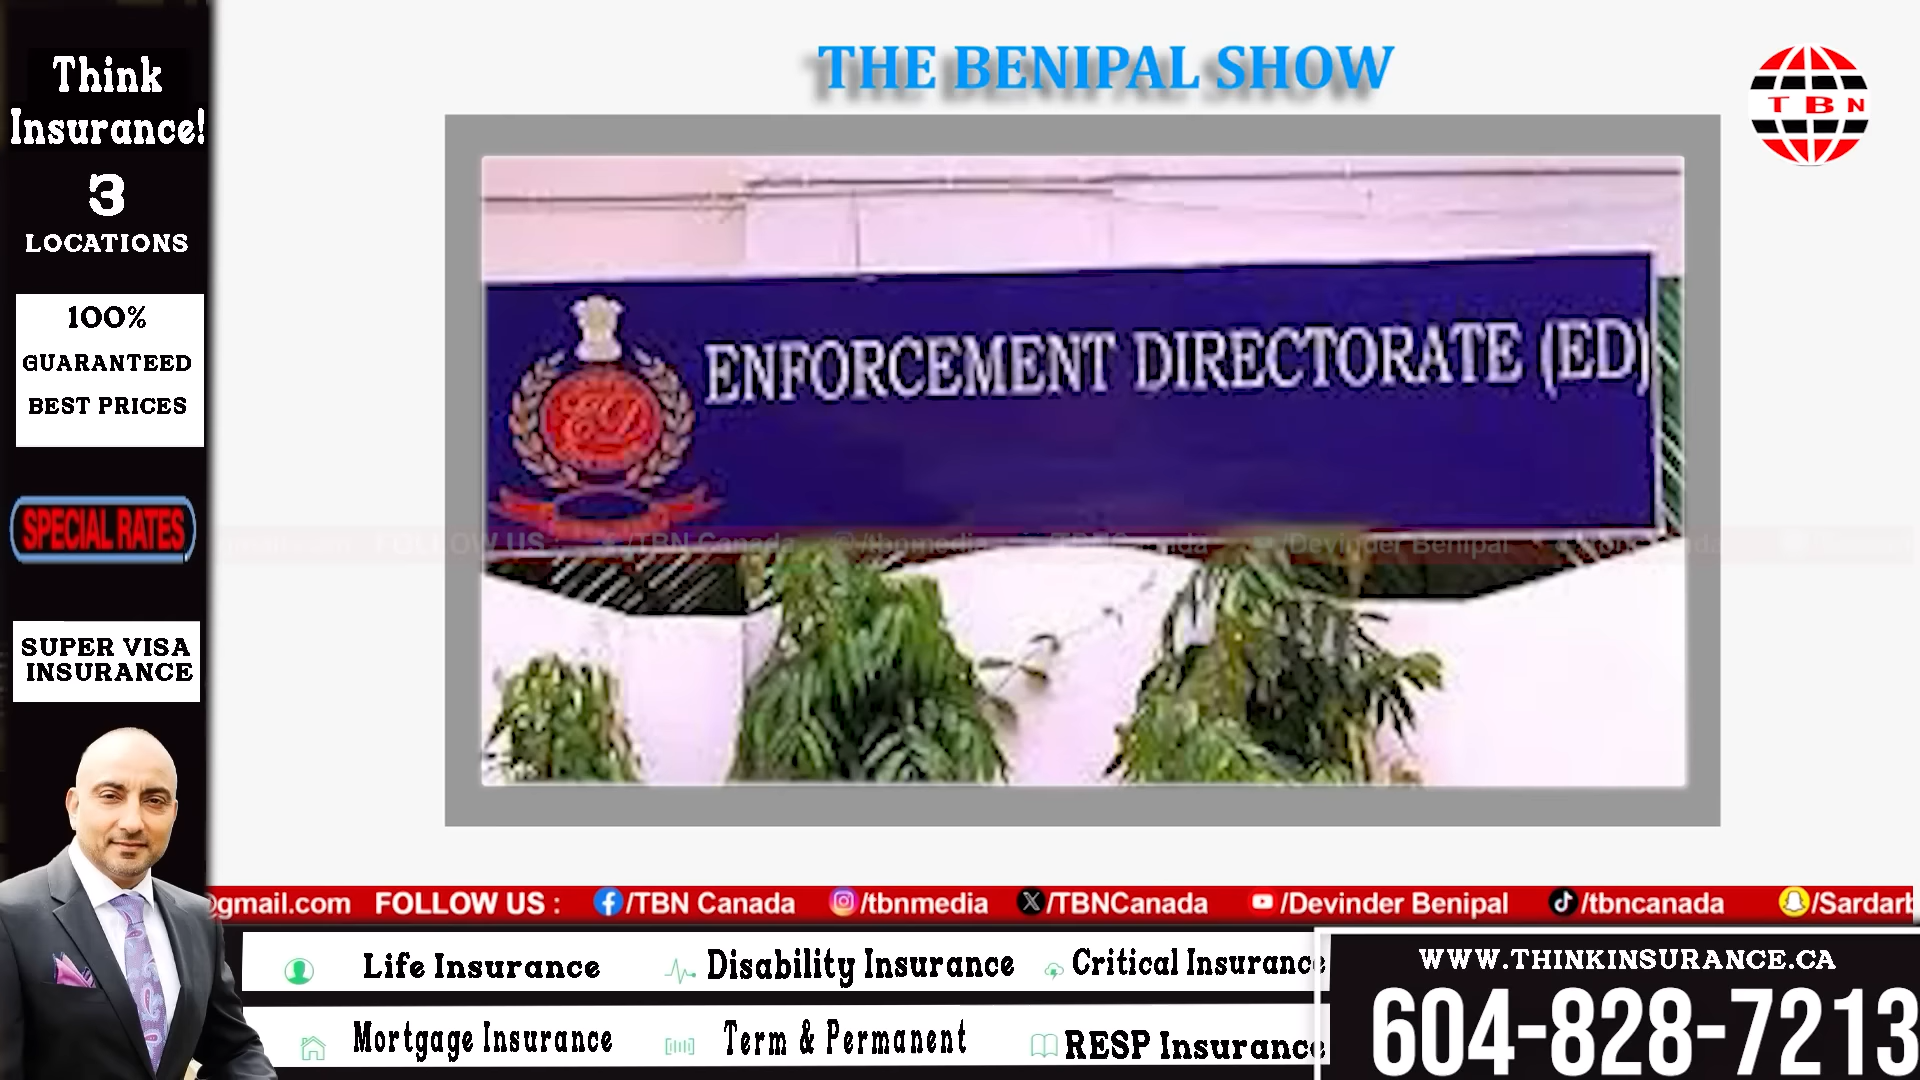 THE BENIPAL SHOW
T B N
Think
Insurance!
3
LOCATIONS
100%
GUARANTEED
BEST PRICES
SPECIAL RATES
SUPER VISA
INSURANCE
ENFORCEMENT DIRECTORATE (ED)
@gmail.com FOLLOW US : /TBN Canada /tbnmedia /TBNCanada /Devinder Benipal /tbncanada /Sardarb
Life Insurance Disability Insurance Critical Insurance
Mortgage Insurance Term & Permanent RESP Insurance
WWW.THINKINSURANCE.CA
604-828-7213